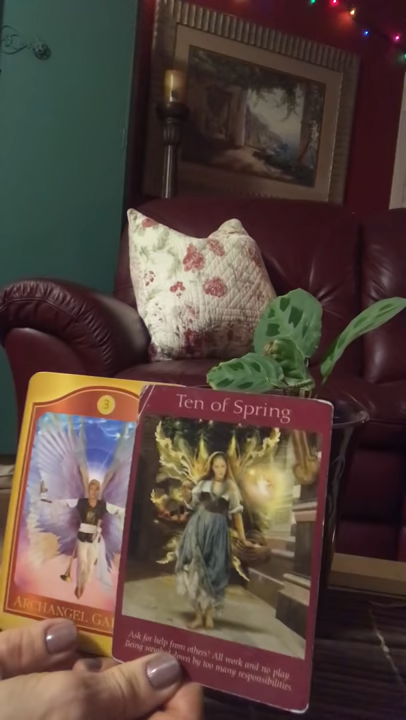 3
ARCHANGEL
Ten of Spring
Ask for help from others! All work and no play.
Being weighed down by too many responsibilities.